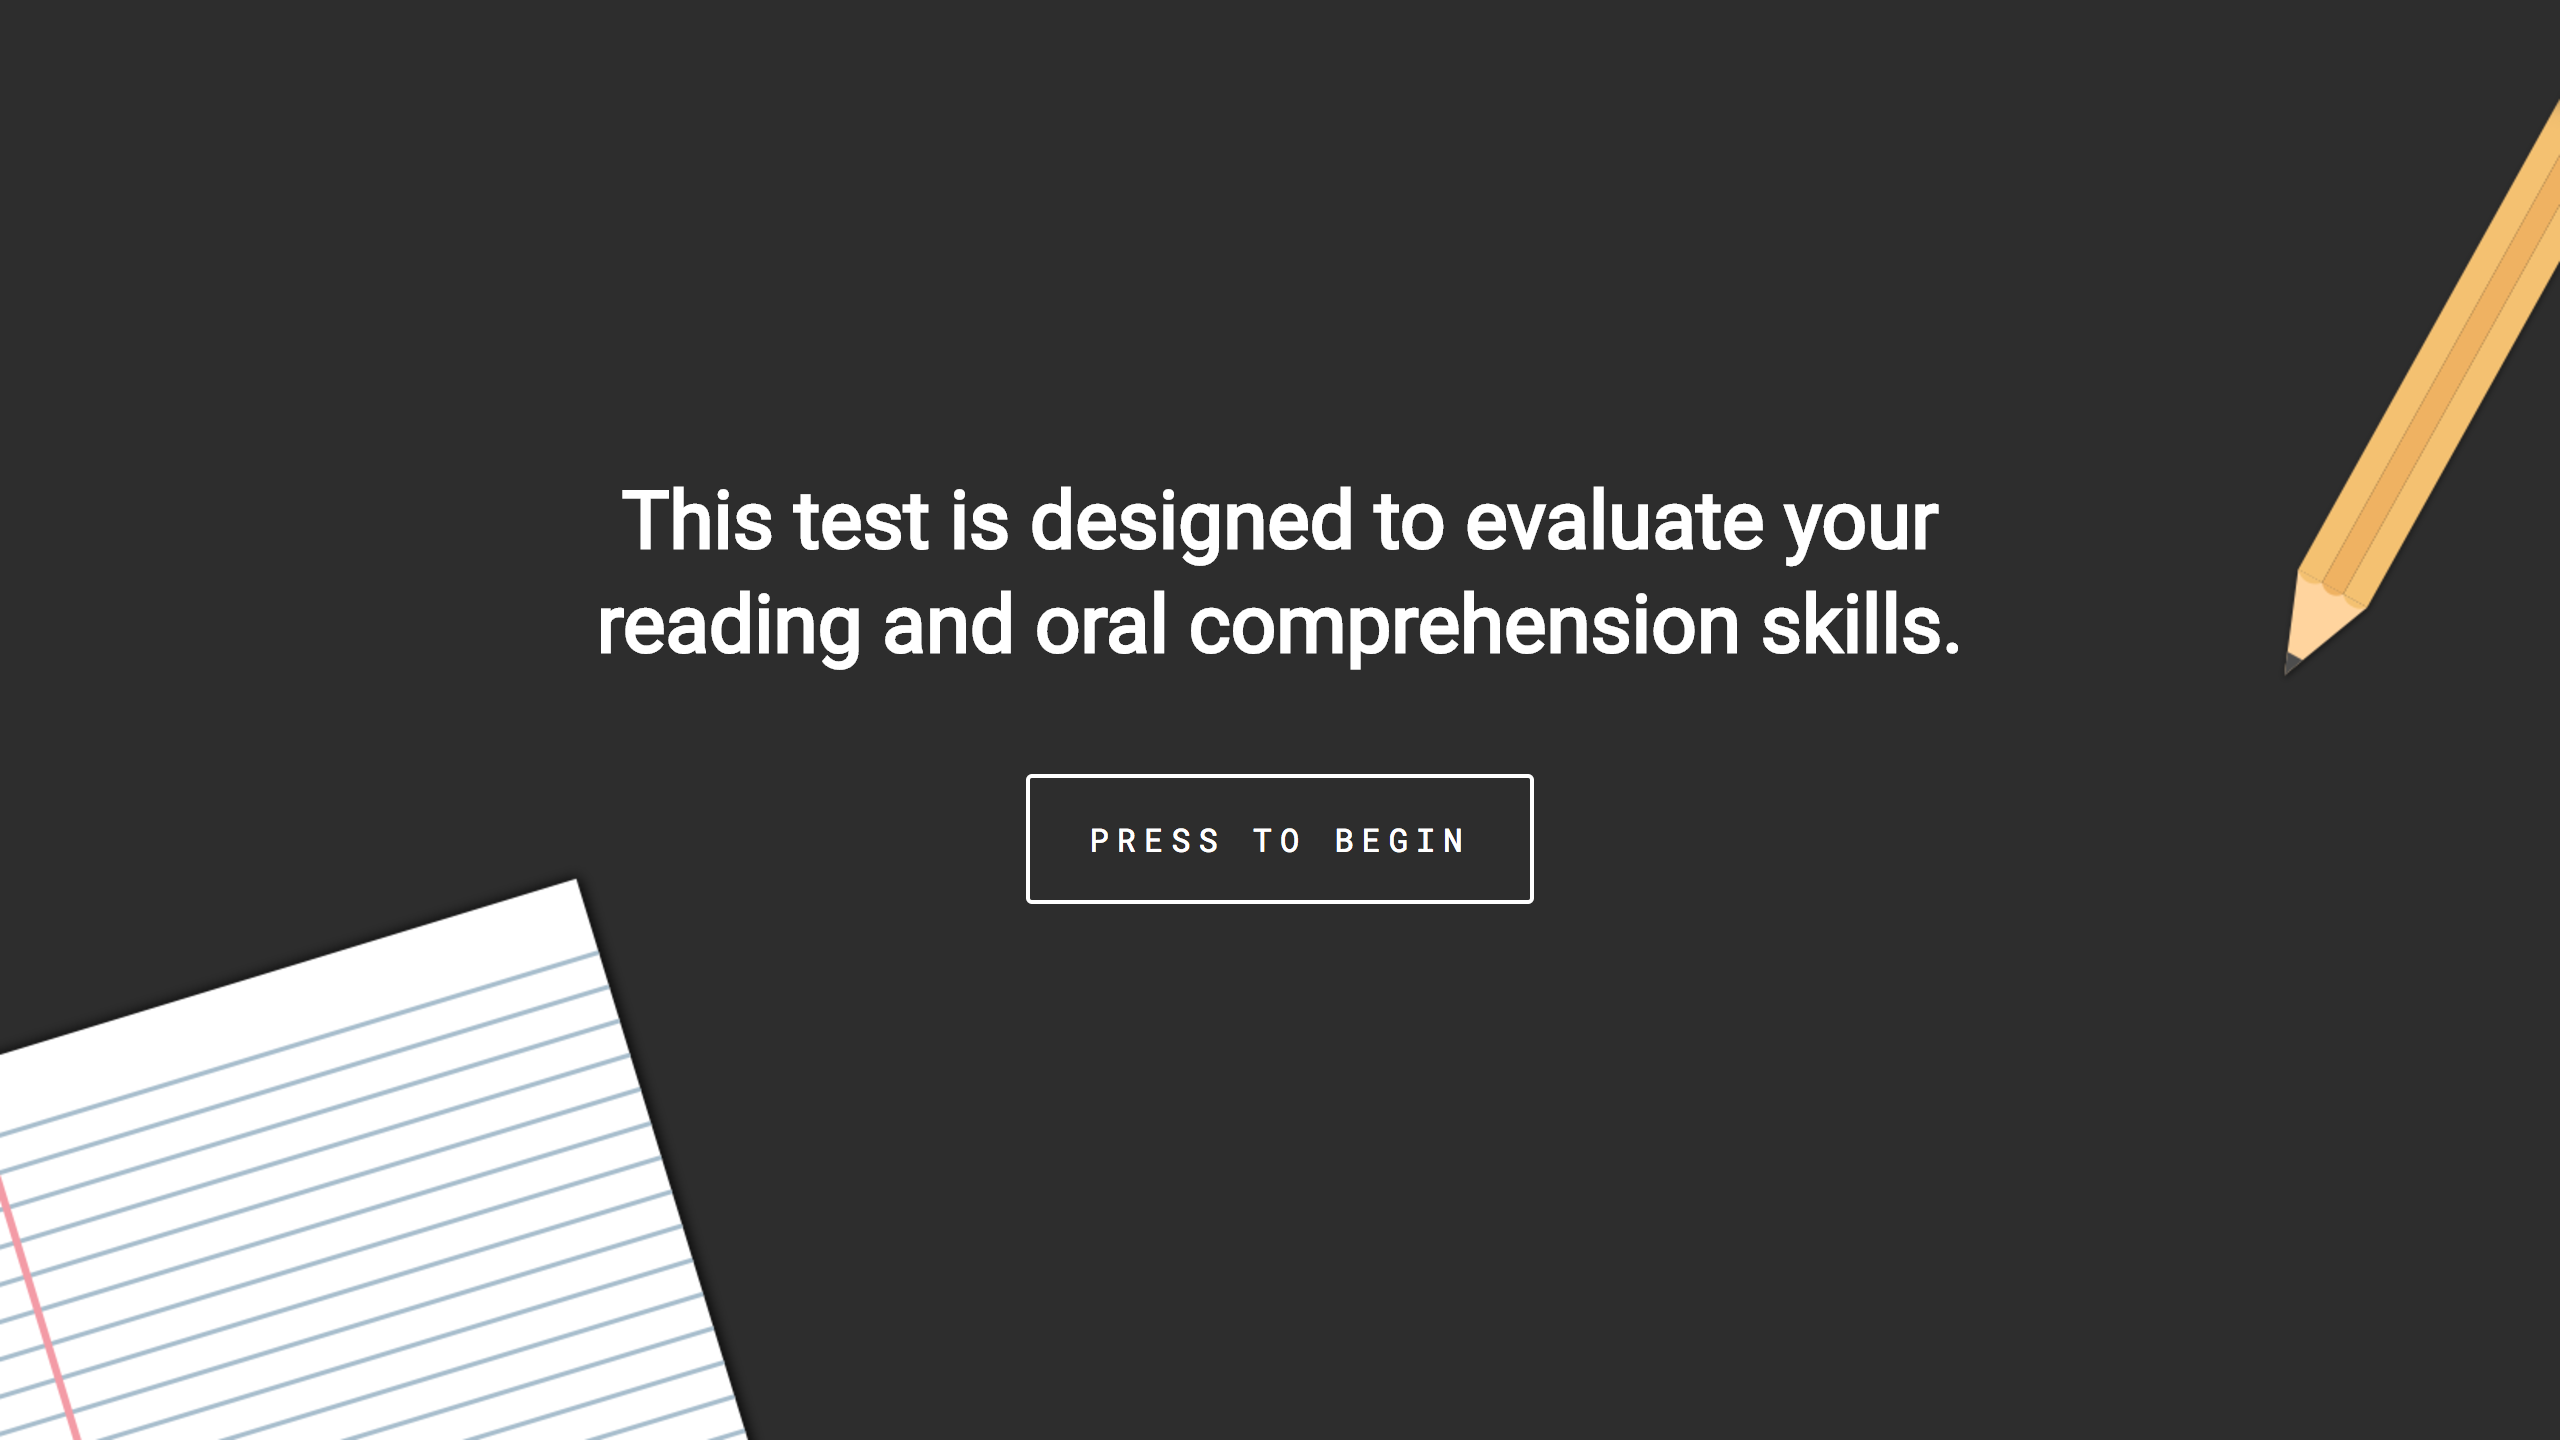 This test is designed to evaluate your
reading and oral comprehension skills.
PRESS TO BEGIN